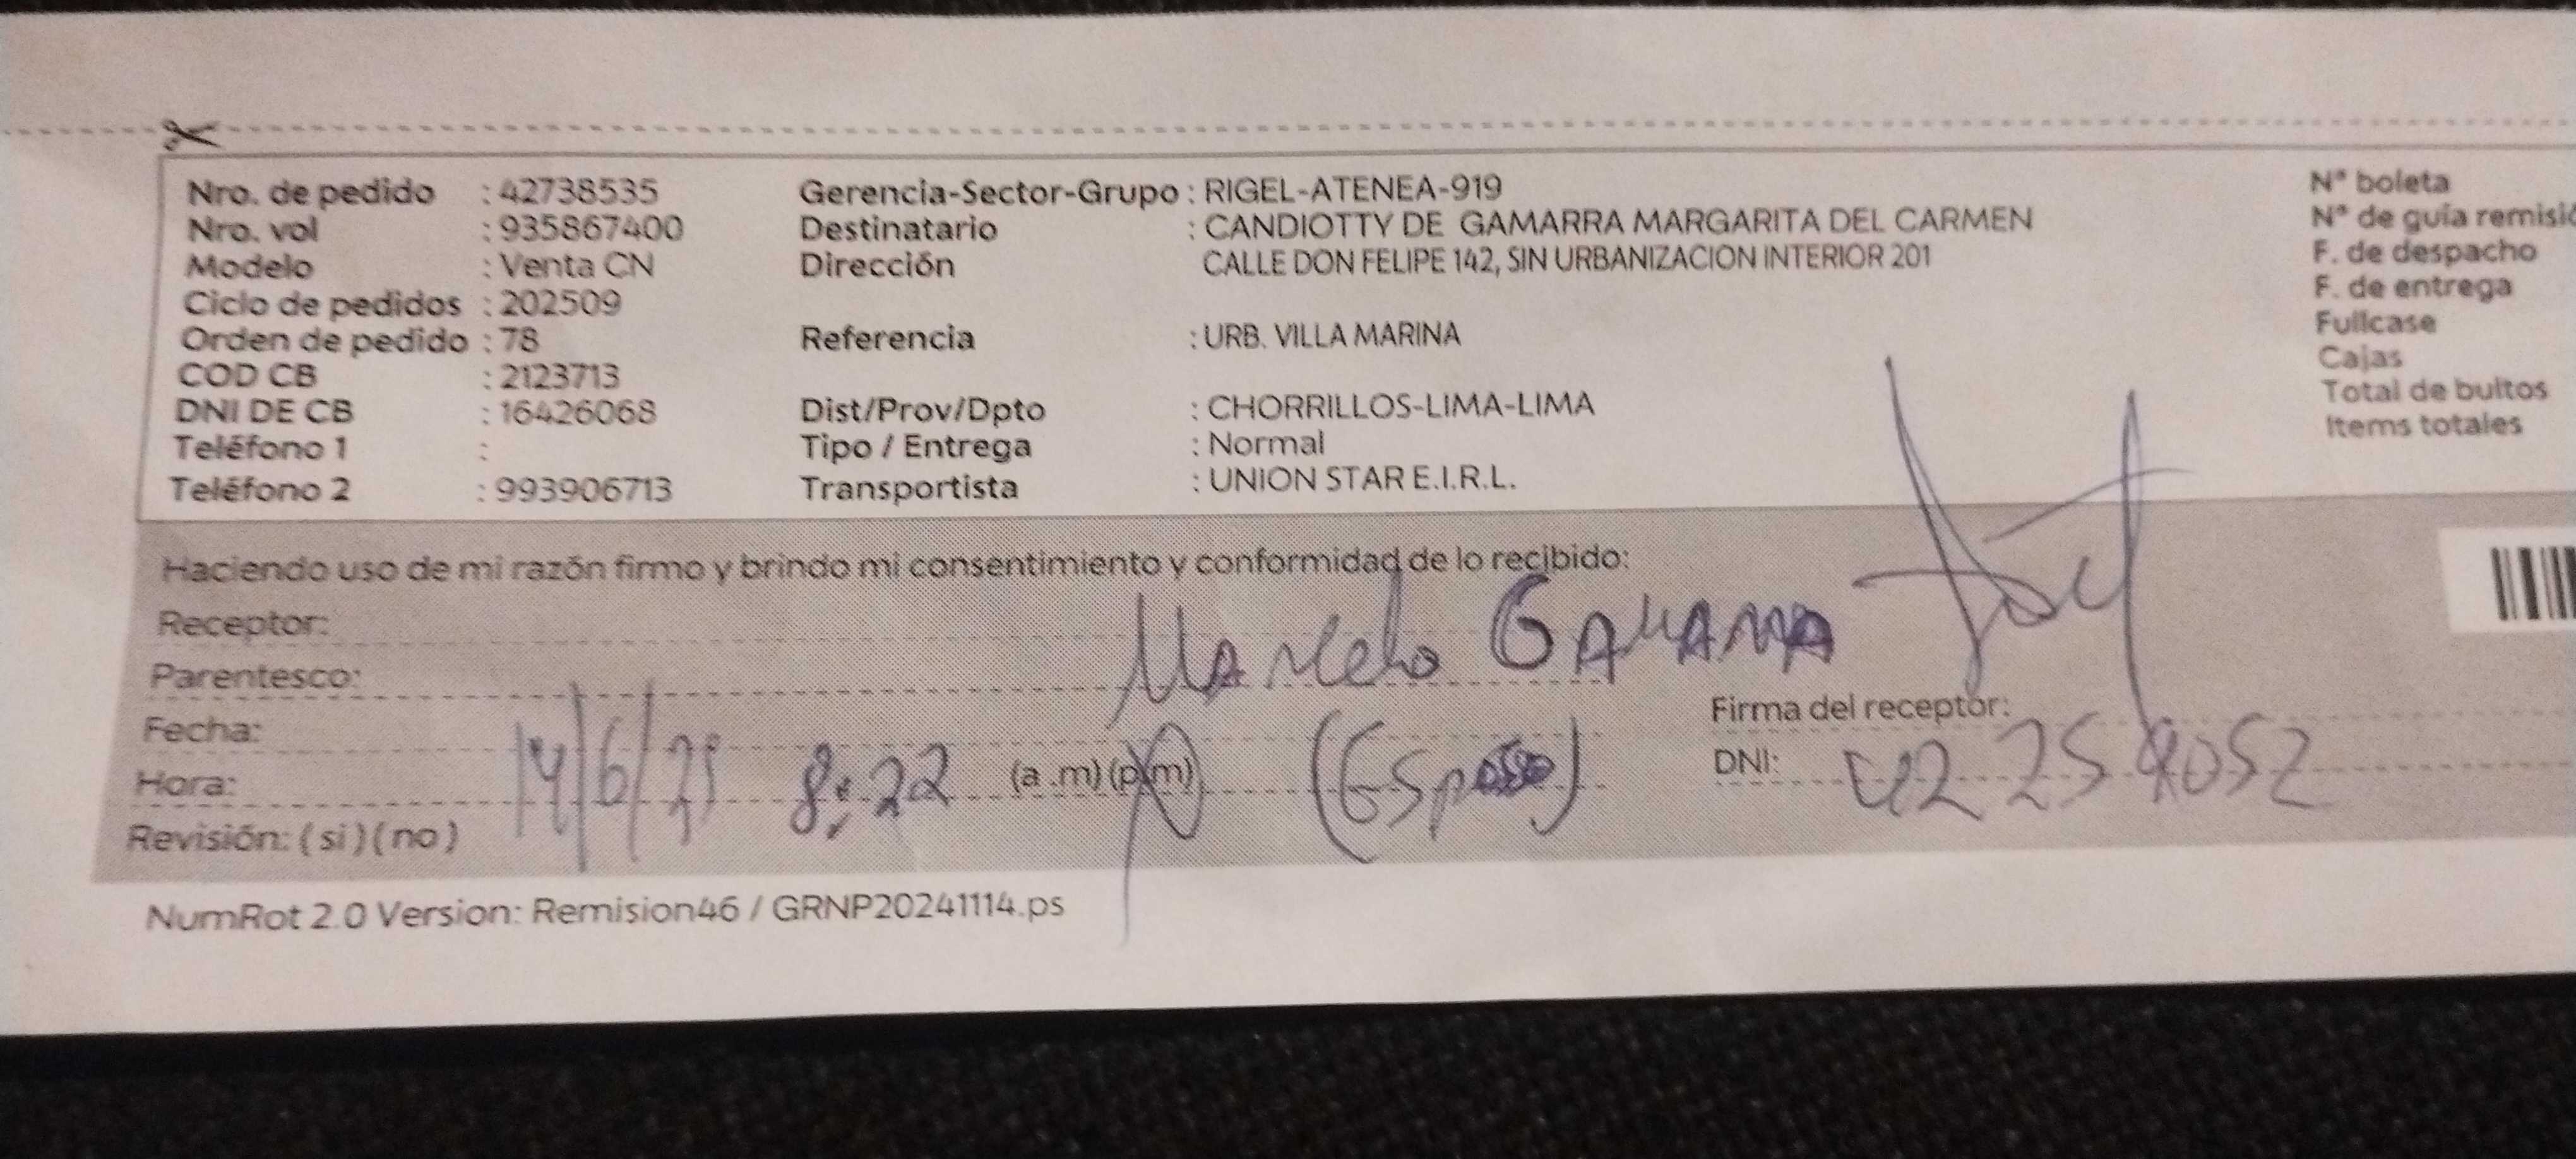 Nro. de pedido : 42738535 Gerencia-Sector-Grupo : RIGEL-ATENEA-919 N° boleta
Nro. vol : 935867400 Destinatario : CANDIOTTY DE GAMARRA MARGARITA DEL CARMEN N° de guía remisió
Modelo : Venta CN Dirección CALLE DON FELIPE 142, SIN URBANIZACION INTERIOR 201 F. de despacho
Ciclo de pedidos : 202509 F. de entrega
Orden de pedido : 78 Referencia : URB. VILLA MARINA Fullcase
COD CB : 2123713 Cajas
DNI DE CB : 16426068 Dist/Prov/Dpto : CHORRILLOS-LIMA-LIMA Total de bultos
Teléfono 1 : Tipo / Entrega : Normal Items totales
Teléfono 2 : 993906713 Transportista : UNION STAR E.I.R.L.
Haciendo uso de mi razón firmo y brindo mi consentimiento y conformidad de lo recibido:
Receptor: Marcelo GAMARRA
Parentesco:
Fecha: 14/6/25 Firma del receptor:
Hora: 8:22 (a .m) (p.m) (Esposo) DNI:
Revisión: ( si ) ( no )
NumRot 2.0 Version: Remision46 / GRNP20241114.ps